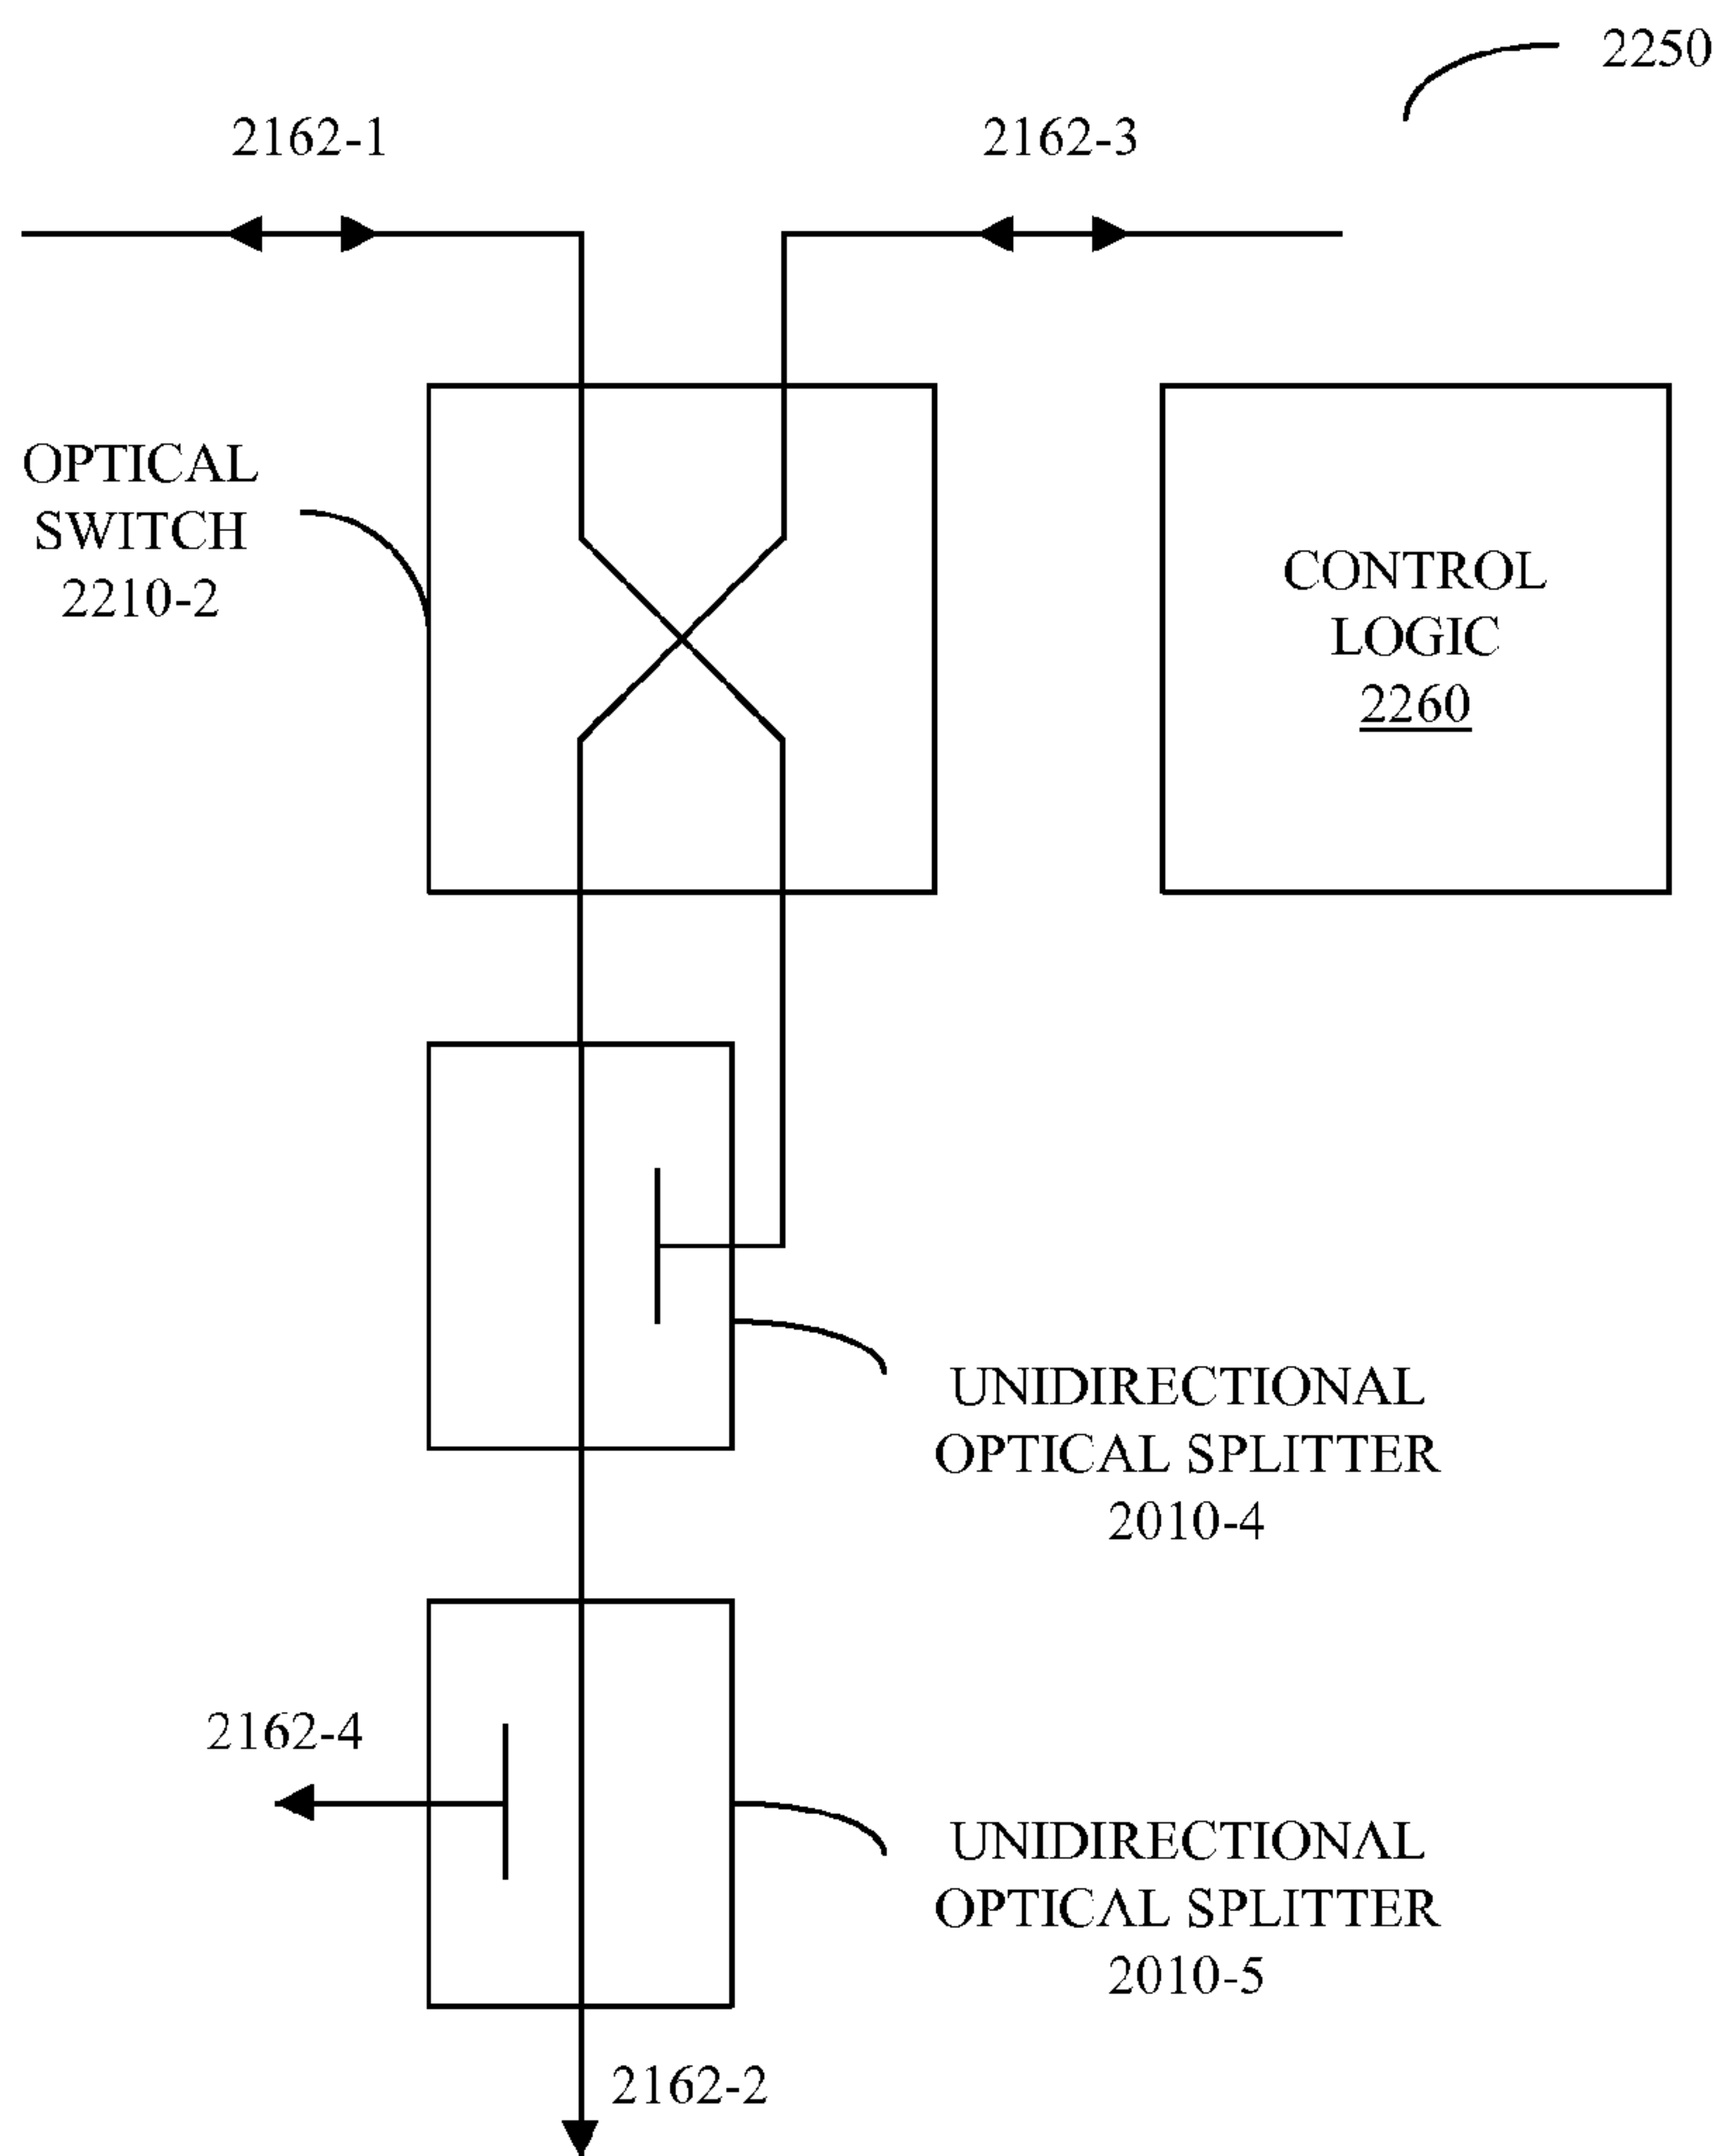 2250
2162-1
2162-3
OPTICAL
SWITCH
2210-2
CONTROL
LOGIC
2260
UNIDIRECTIONAL
OPTICAL SPLITTER
2010-4
2162-4
UNIDIRECTIONAL
OPTICAL SPLITTER
2010-5
2162-2